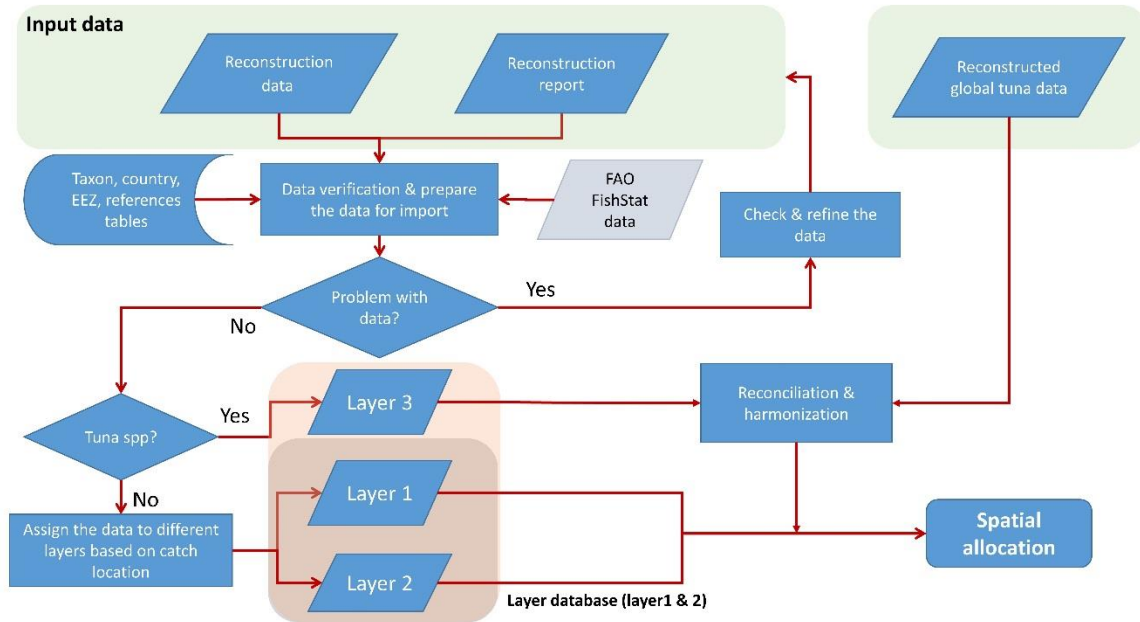 Input data
Reconstruction
data
Reconstruction
report
Reconstructed
global tuna data
Taxon, country,
EEZ, references
tables
Data verification & prepare
the data for import
FAO
FishStat
data
Check & refine the
data
Problem with
data?
Yes
No
Tuna spp?
Yes
Layer 3
Reconciliation &
harmonization
No
Layer 1
Assign the data to different
layers based on catch
location
Layer 2
Spatial
allocation
Layer database (layer1 & 2)